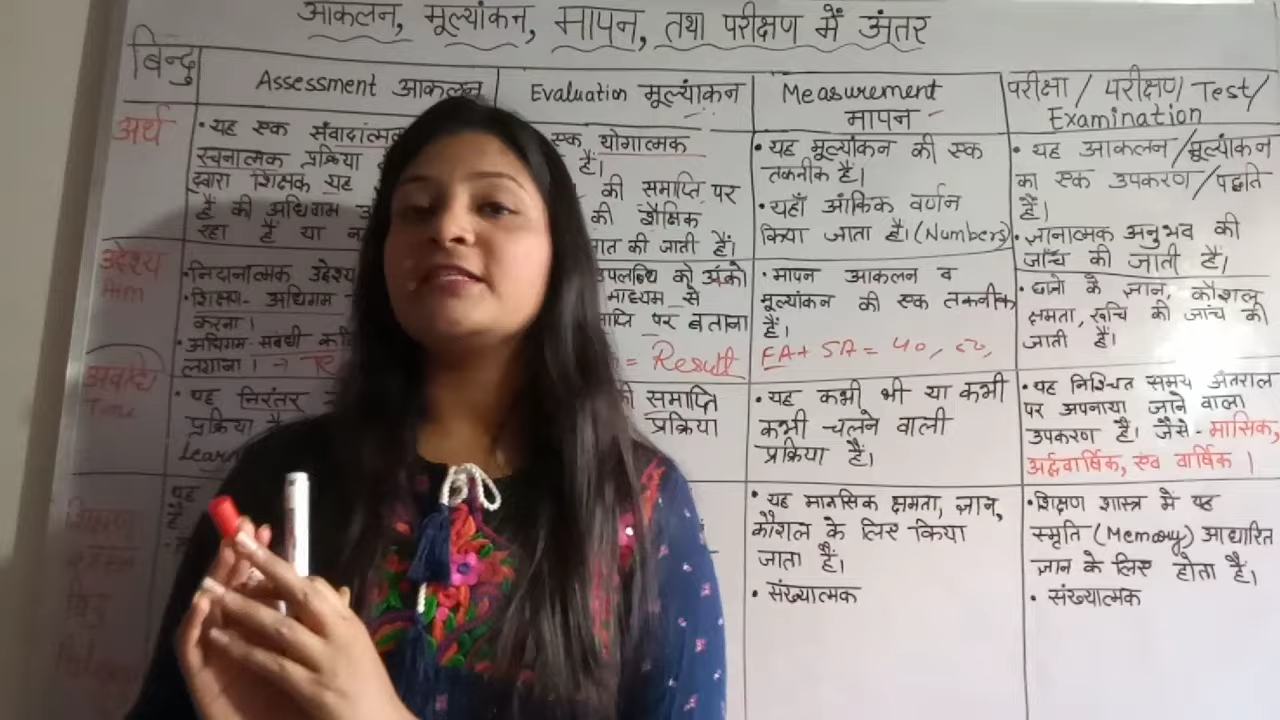 आकलन, मूल्यांकन, मापन, तथा परीक्षण में अंतर
बिन्दु
Assessment आकलन
Evaluation मूल्यांकन
Measurement
मापन
परीक्षा / परीक्षण / Test/
Examination
अर्थ
• यह एक संवादात्मक
रचनात्मक प्रक्रिया
द्वारा शिक्षक यह
हैं की अधिगम
रहा हैं या
एक योगात्मक
हैं।
की समाप्ति पर
की शैक्षिक
की जाती हैं।
• यह मूल्यांकन की एक
तकनीक हैं।
• यहाँ आंकिक वर्णन
किया जाता हैं। (Numbers)
• यह आकलन/मूल्यांकन
का एक उपकरण/पद्धति
हैं।
• ज्ञानात्मक अनुभव की
जाँच की जाती हैं।
उद्देश्य
Aim
• निदानात्मक उद्देश्य
• शिक्षण- अधिगम
करना।
• अधिगम संबंधी
लगाना। →
उपलब्धि को अंको
माध्यम से
पर बताना
= Result
• मापन आकलन व
मूल्यांकन की एक तकनीक
हैं।
FA+ SA = 40,
के ज्ञान, कौशल
क्षमता, रुचि की जांच की
जाती हैं।
Time
• यह निरंतर
प्रक्रिया
की समाप्ति
प्रक्रिया
• यह कभी भी या कभी
कभी चलने वाली
प्रक्रिया हैं।
• यह निश्चित समय अंतराल
पर अपनाया जाने वाला
उपकरण हैं। जैसे- मासिक,
अर्द्धवार्षिक, एवं वार्षिक।
यह
• यह मानसिक क्षमता, ज्ञान,
कौशल के लिए किया
जाता हैं।
• संख्यात्मक
• शिक्षण शास्त्र में यह
स्मृति (Memory) आधारित
ज्ञान के लिए होता हैं।
• संख्यात्मक